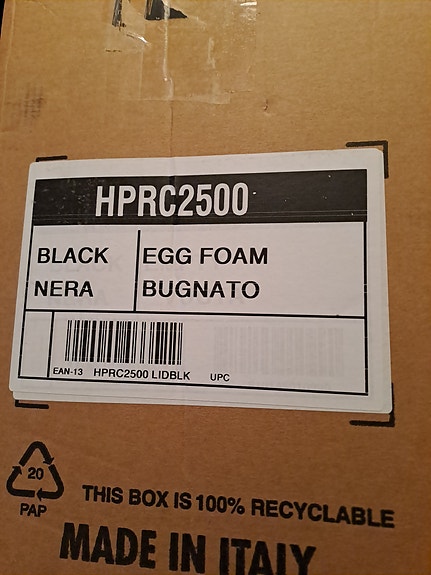 HPRC2500
BLACK EGG FOAM
NERA BUGNATO
EAN-13 HPRC2500 LIDBLK UPC
20
PAP
THIS BOX IS 100% RECYCLABLE
MADE IN ITALY